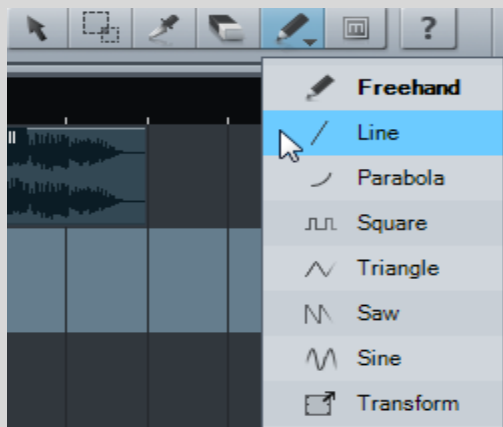 ?
Freehand
Line
Parabola
Square
Triangle
Saw
Sine
Transform